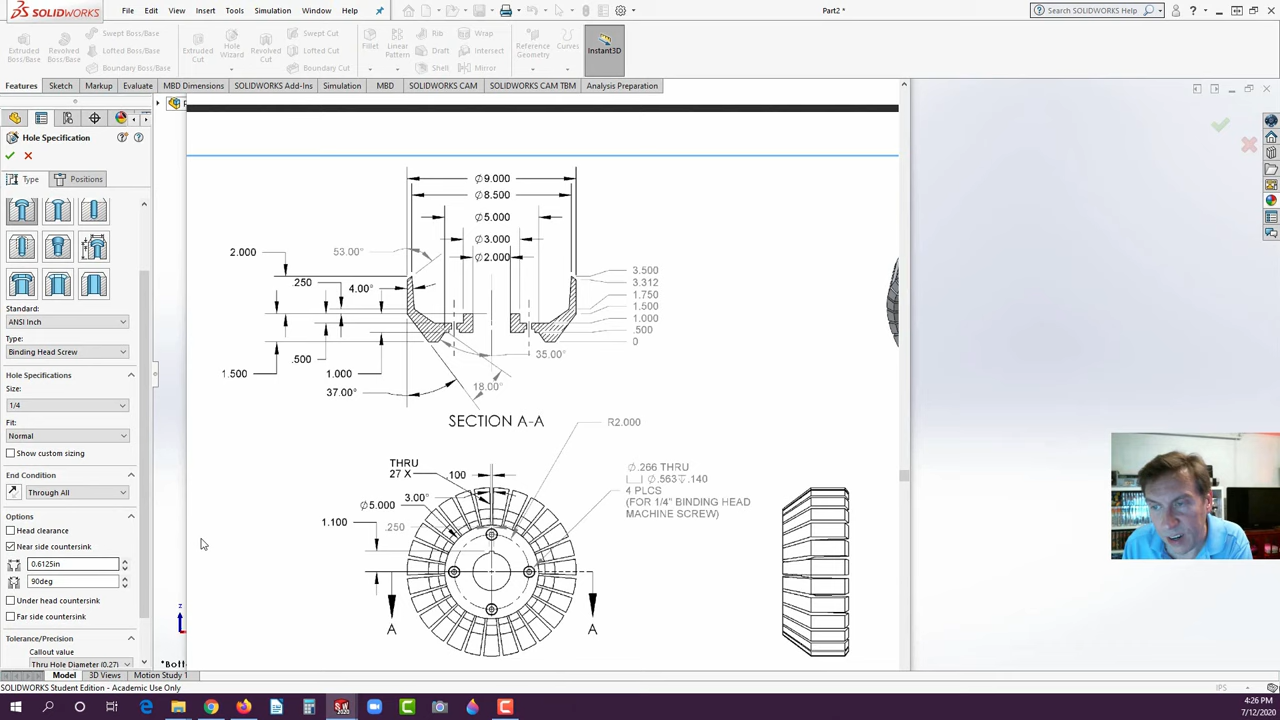 SOLIDWORKS
File Edit View Insert Tools Simulation Window Help
Part2 *
Search SOLIDWORKS Help
Extruded Boss/Base
Revolved Boss/Base
Swept Boss/Base
Lofted Boss/Base
Boundary Boss/Base
Extruded Cut
Hole Wizard
Revolved Cut
Swept Cut
Lofted Cut
Boundary Cut
Fillet
Linear Pattern
Rib
Draft
Shell
Wrap
Intersect
Mirror
Reference Geometry
Curves
Instant3D
Features Sketch Markup Evaluate MBD Dimensions SOLIDWORKS Add-Ins Simulation MBD SOLIDWORKS CAM SOLIDWORKS CAM TBM Analysis Preparation
Hole Specification
Type Positions
Standard:
ANSI Inch
Type:
Binding Head Screw
Hole Specifications
Size:
1/4
Fit:
Normal
Show custom sizing
End Condition
Through All
Options
Head clearance
Near side countersink
0.6125in
90deg
Under head countersink
Far side countersink
Tolerance/Precision
Callout value
Thru Hole Diameter (0.27)
⌀9.000
⌀8.500
⌀5.000
⌀3.000
⌀2.000
2.000
53.00°
.250
4.00°
3.500
3.312
1.750
1.500
1.000
.500
0
.500
35.00°
1.500
1.000
18.00°
37.00°
SECTION A-A
R2.000
THRU
27 X
100
3.00°
⌀5.000
.250
1.100
⌀.266 THRU
⌴ ⌀.563↧.140
4 PLCS
(FOR 1/4" BINDING HEAD
MACHINE SCREW)
A A
z
*Bott
Model 3D Views Motion Study 1
SOLIDWORKS Student Edition - Academic Use Only
IPS
4:26 PM
7/12/2020